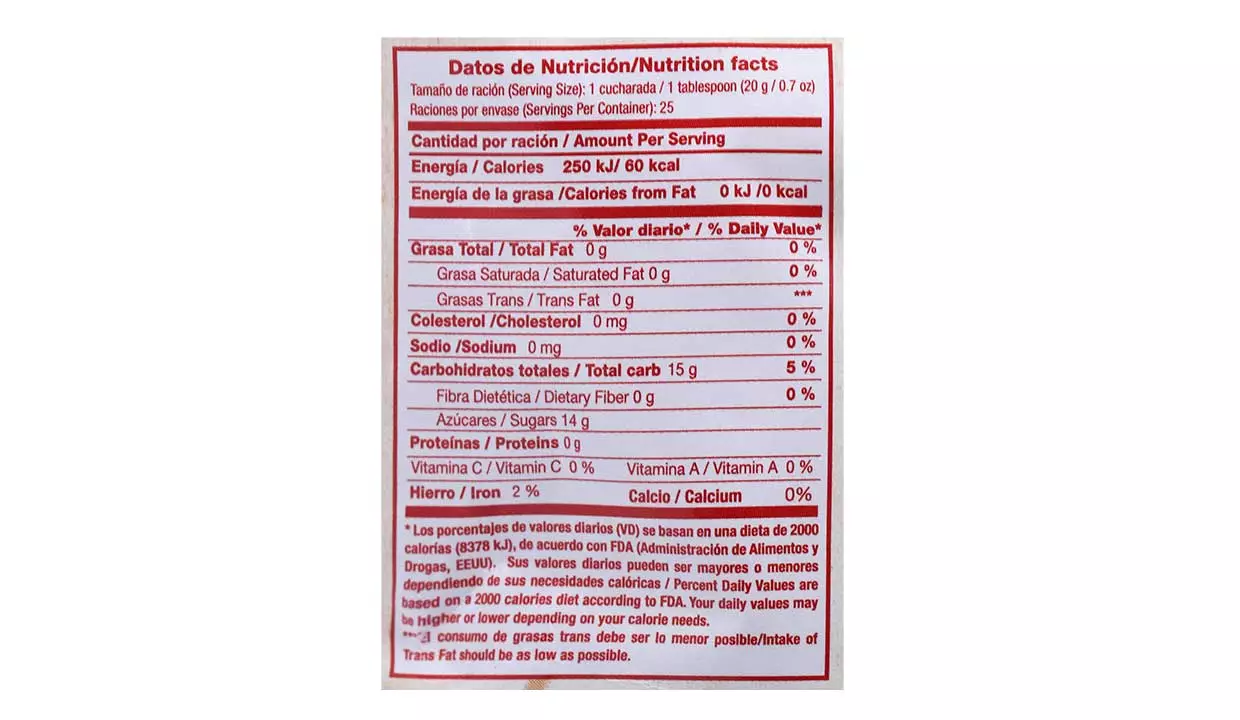 Datos de Nutrición/Nutrition facts
Tamaño de ración (Serving Size): 1 cucharada / 1 tablespoon (20 g / 0.7 oz)
Raciones por envase (Servings Per Container): 25
Cantidad por ración / Amount Per Serving
Energía / Calories 250 kJ/ 60 kcal
Energía de la grasa /Calories from Fat 0 kJ /0 kcal
% Valor diario* / % Daily Value*
Grasa Total / Total Fat 0 g 0 %
Grasa Saturada / Saturated Fat 0 g 0 %
Grasas Trans / Trans Fat 0 g ***
Colesterol /Cholesterol 0 mg 0 %
Sodio /Sodium 0 mg 0 %
Carbohidratos totales / Total carb 15 g 5 %
Fibra Dietética / Dietary Fiber 0 g 0 %
Azúcares / Sugars 14 g
Proteínas / Proteins 0 g
Vitamina C / Vitamin C 0 % Vitamina A / Vitamin A 0 %
Hierro / Iron 2 % Calcio / Calcium 0%
* Los porcentajes de valores diarios (VD) se basan en una dieta de 2000
calorías (8378 kJ), de acuerdo con FDA (Administración de Alimentos y
Drogas, EEUU). Sus valores diarios pueden ser mayores o menores
dependiendo de sus necesidades calóricas / Percent Daily Values are
based on a 2000 calories diet according to FDA. Your daily values may
be higher or lower depending on your calorie needs.
*** El consumo de grasas trans debe ser lo menor posible/Intake of
Trans Fat should be as low as possible.